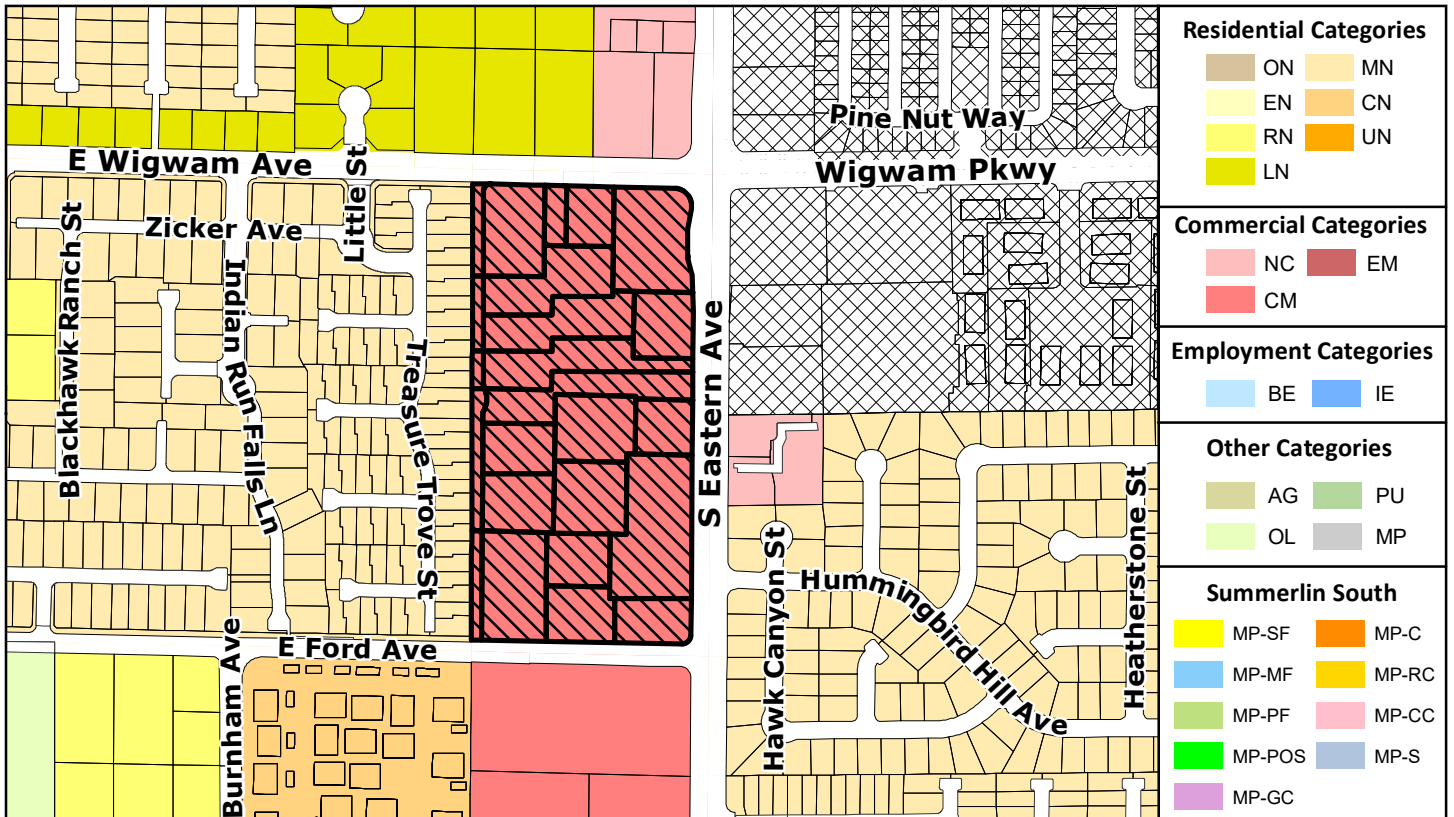 Pine Nut Way
E Wigwam Ave
Wigwam Pkwy
Little St
Zicker Ave
Blackhawk Ranch St
Indian Run Falls Ln
Treasure Trove St
S Eastern Ave
Hawk Canyon St
Hummingbird Hill Ave
Heatherstone St
E Ford Ave
Burnham Ave
Residential Categories
ON MN
EN CN
RN UN
LN
Commercial Categories
NC EM
CM
Employment Categories
BE IE
Other Categories
AG PU
OL MP
Summerlin South
MP-SF MP-C
MP-MF MP-RC
MP-PF MP-CC
MP-POS MP-S
MP-GC